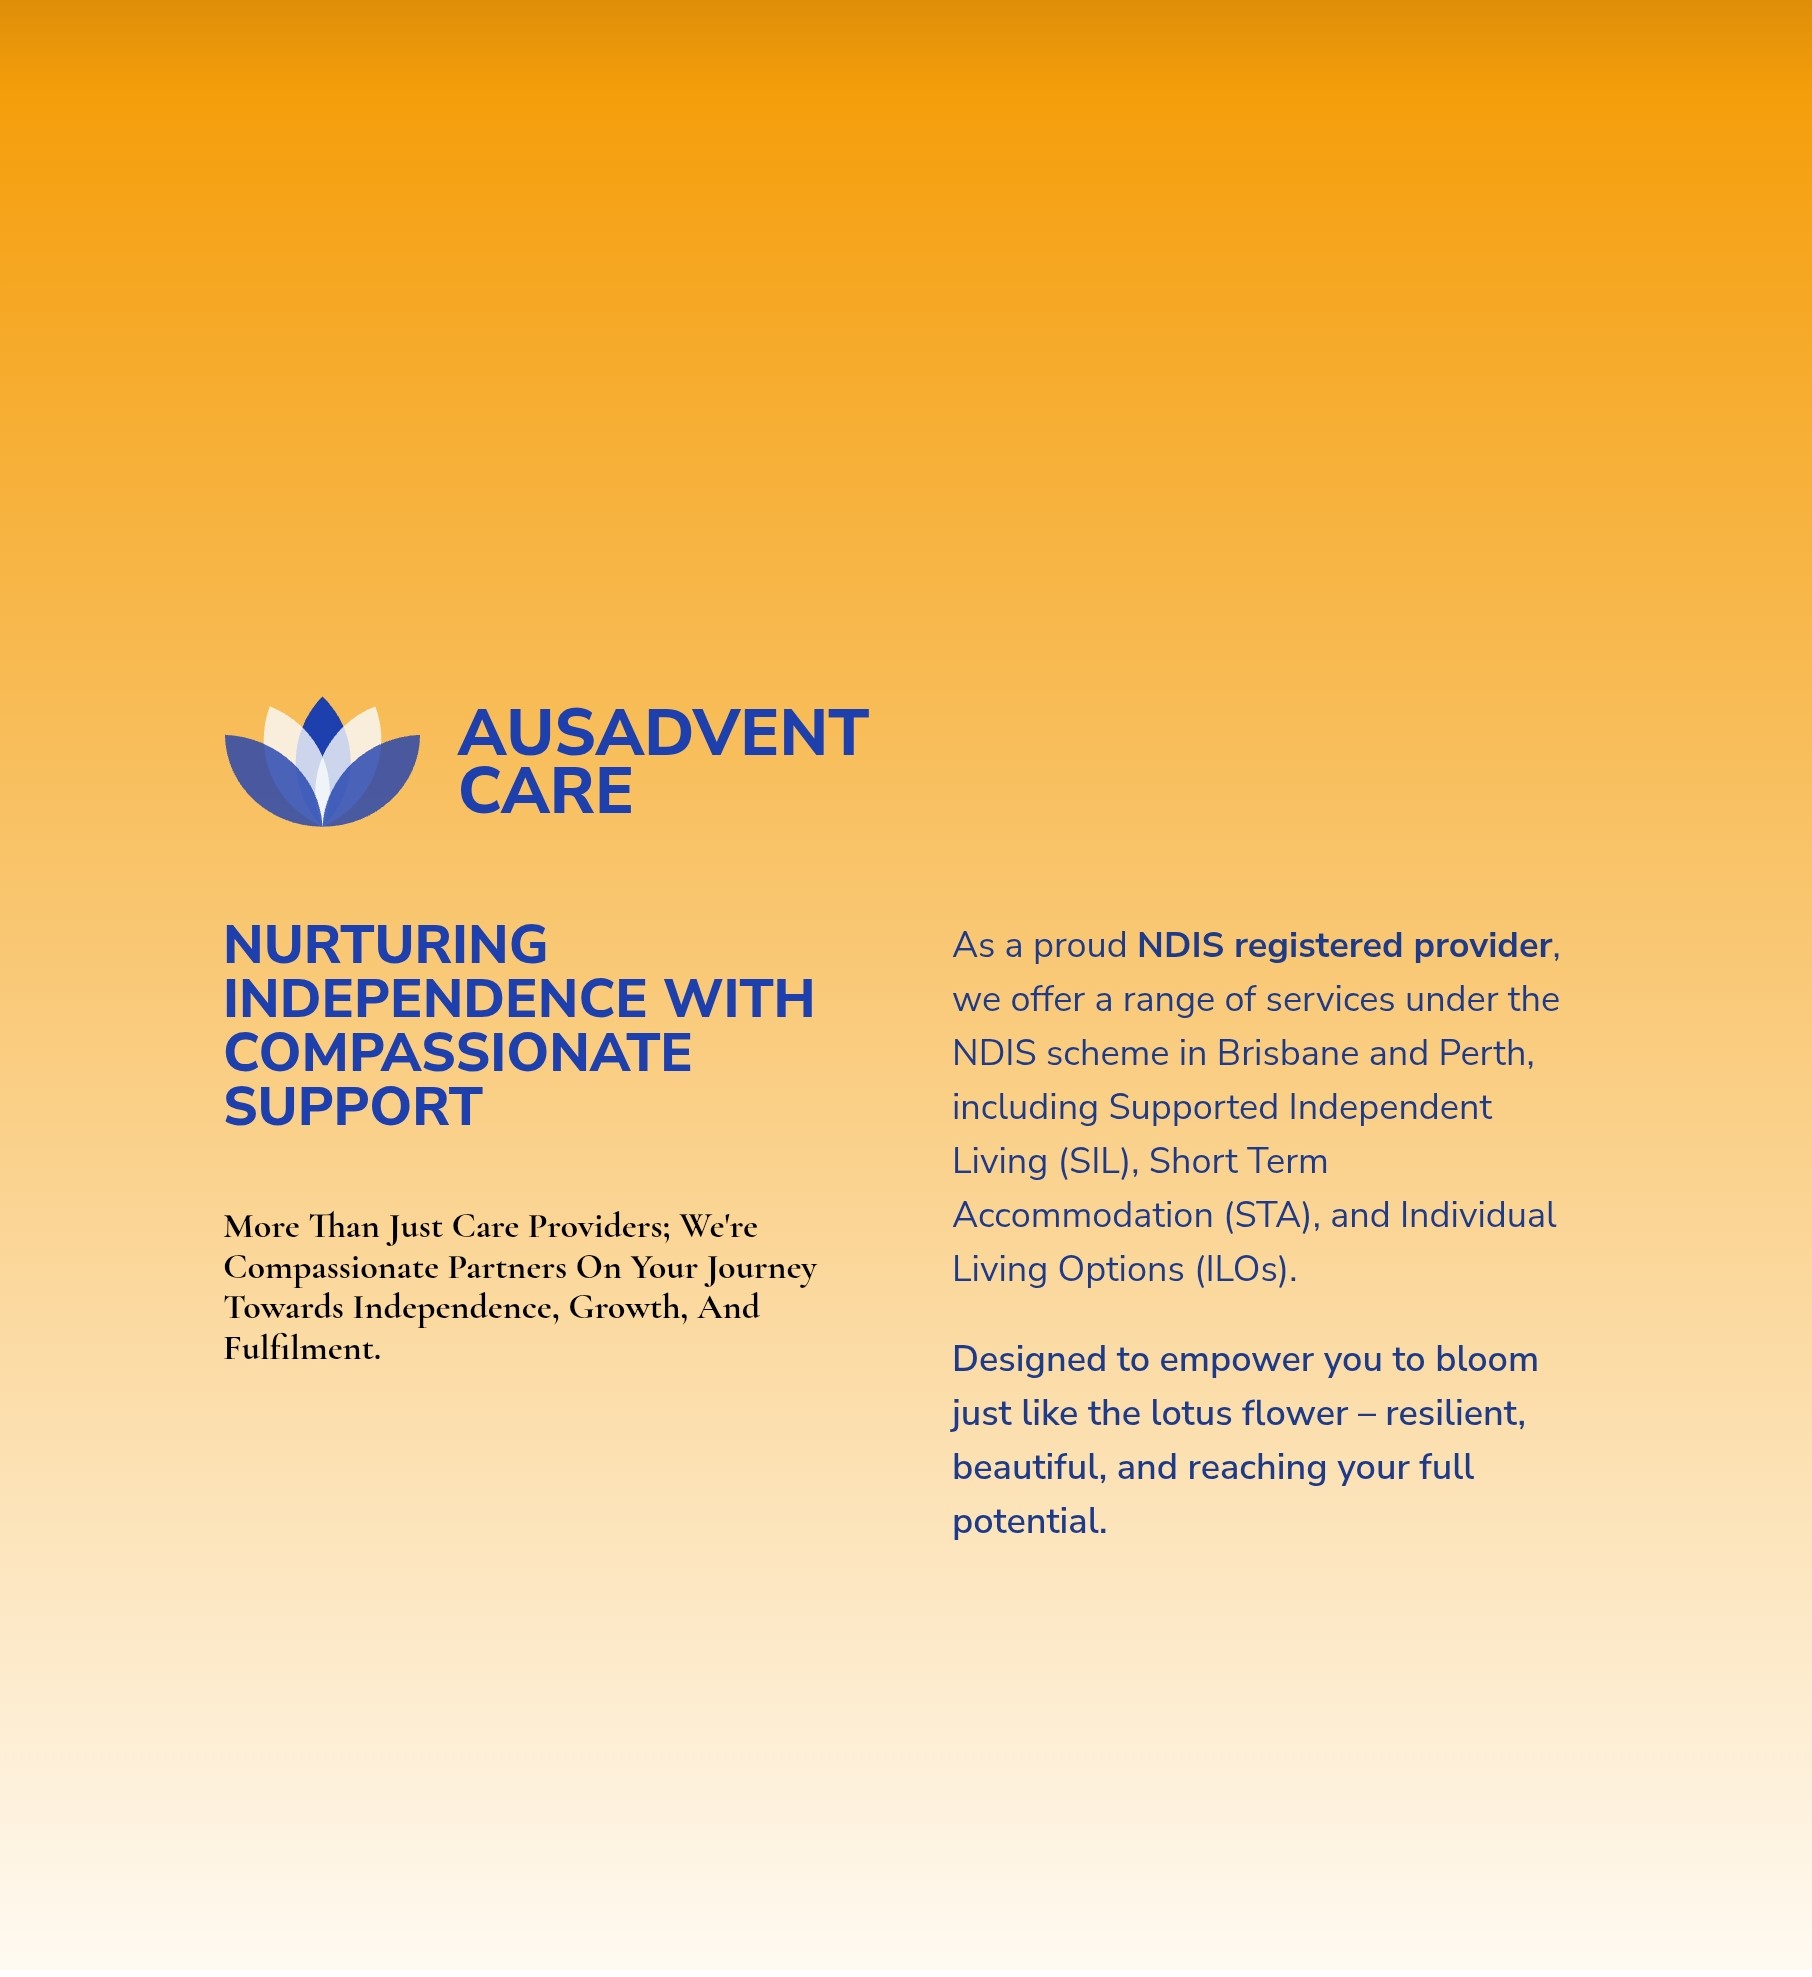 AUSADVENT
CARE
NURTURING
INDEPENDENCE WITH
COMPASSIONATE
SUPPORT
More Than Just Care Providers; We're
Compassionate Partners On Your Journey
Towards Independence, Growth, And
Fulfilment.
As a proud NDIS registered provider,
we offer a range of services under the
NDIS scheme in Brisbane and Perth,
including Supported Independent
Living (SIL), Short Term
Accommodation (STA), and Individual
Living Options (ILOs).
Designed to empower you to bloom
just like the lotus flower – resilient,
beautiful, and reaching your full
potential.